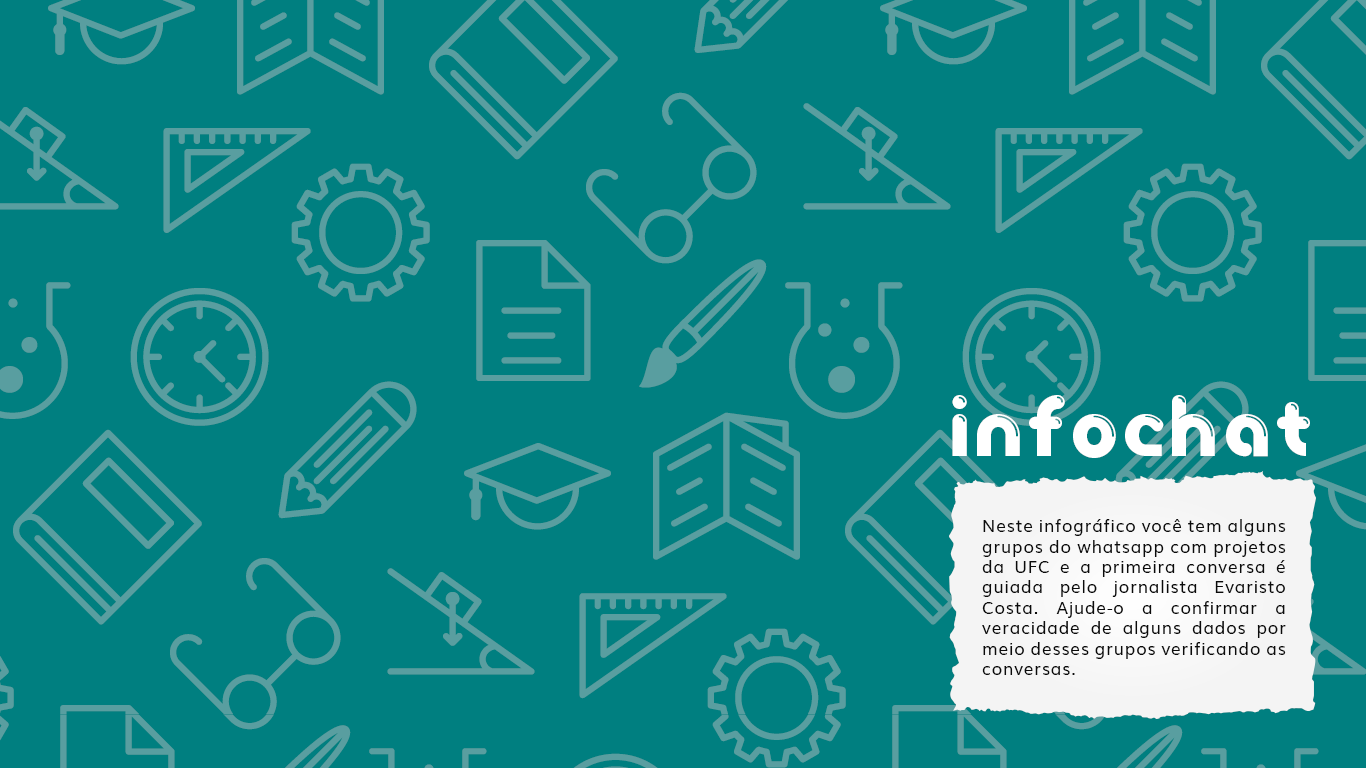 infochat
Neste infográfico você tem alguns
grupos do whatsapp com projetos
da UFC e a primeira conversa é
guiada pelo jornalista Evaristo
Costa. Ajude-o a confirmar a
veracidade de alguns dados por
meio desses grupos verificando as
conversas.